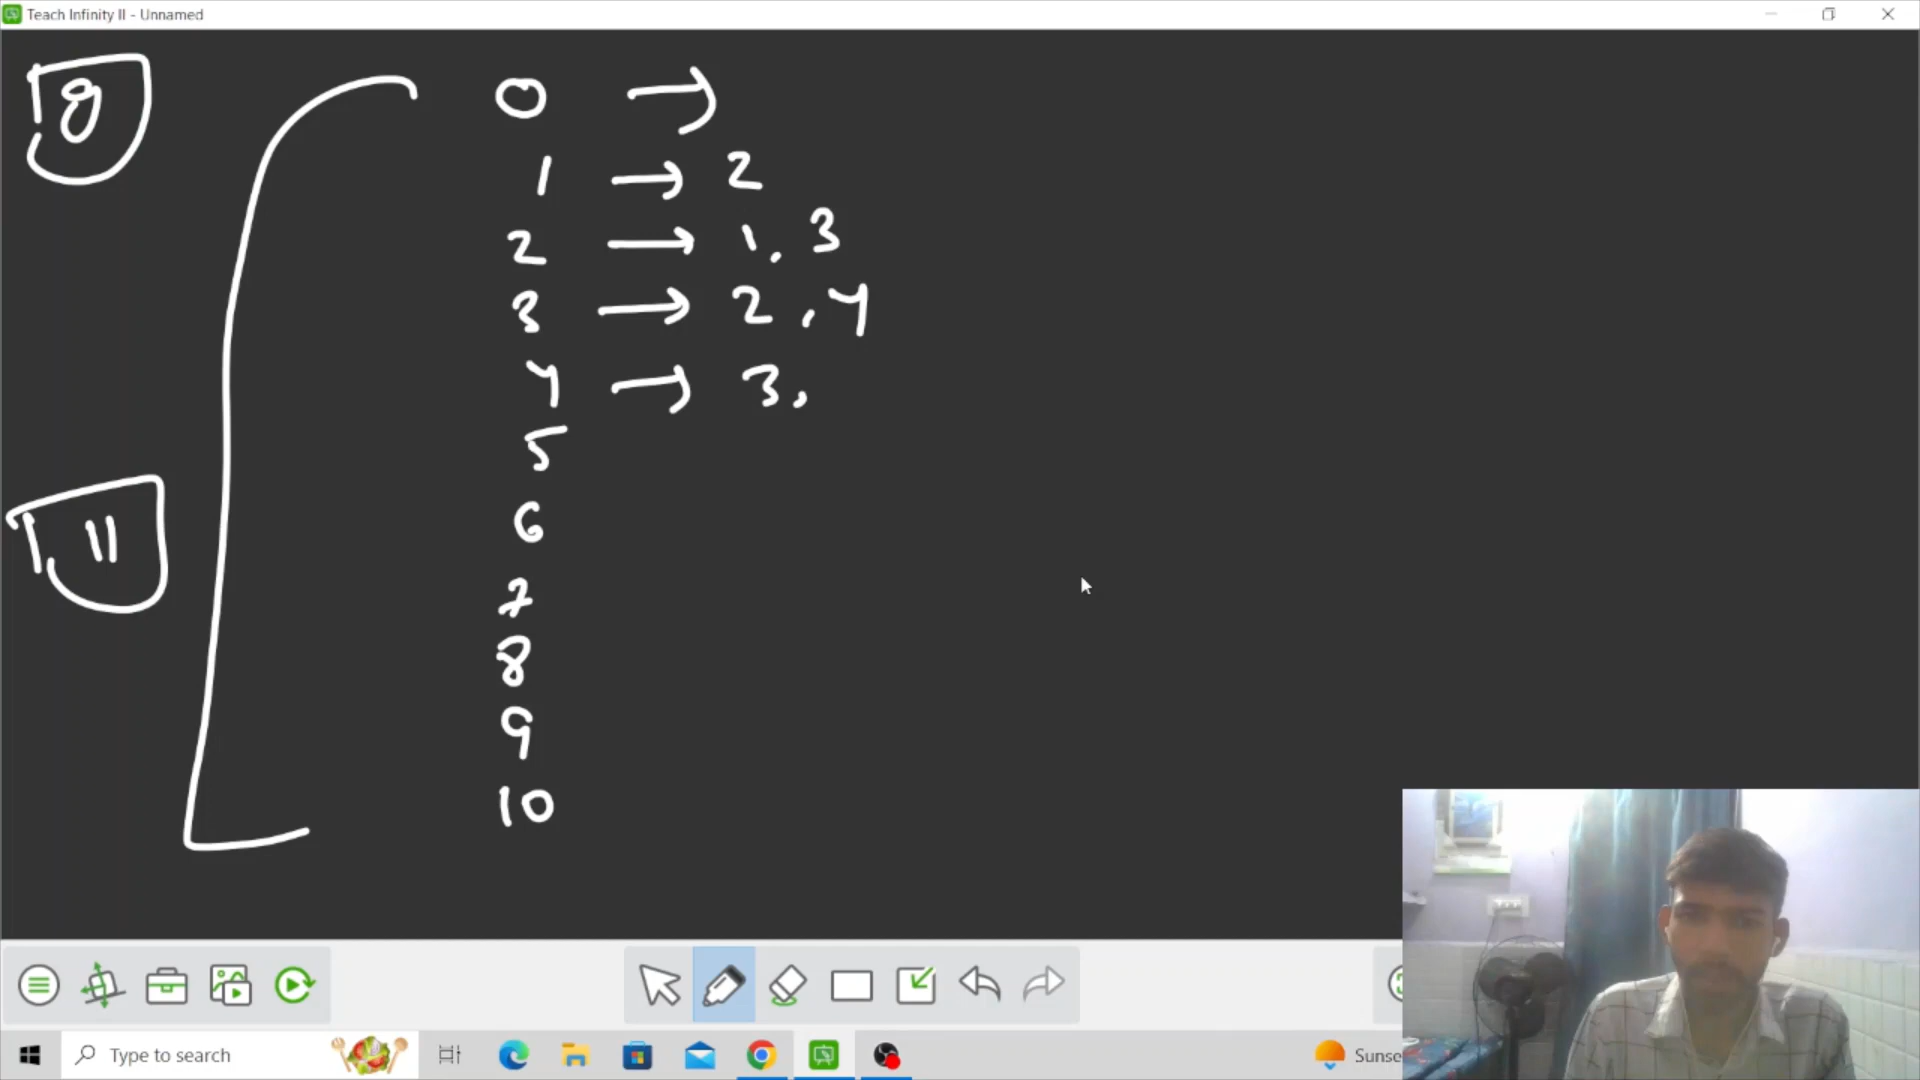 Teach Infinity II - Unnamed
g
0 →
1 → 2
2 → 1, 3
3 → 2, 4
4 → 3,
5
6
7
8
9
10
11
Type to search
Sunse